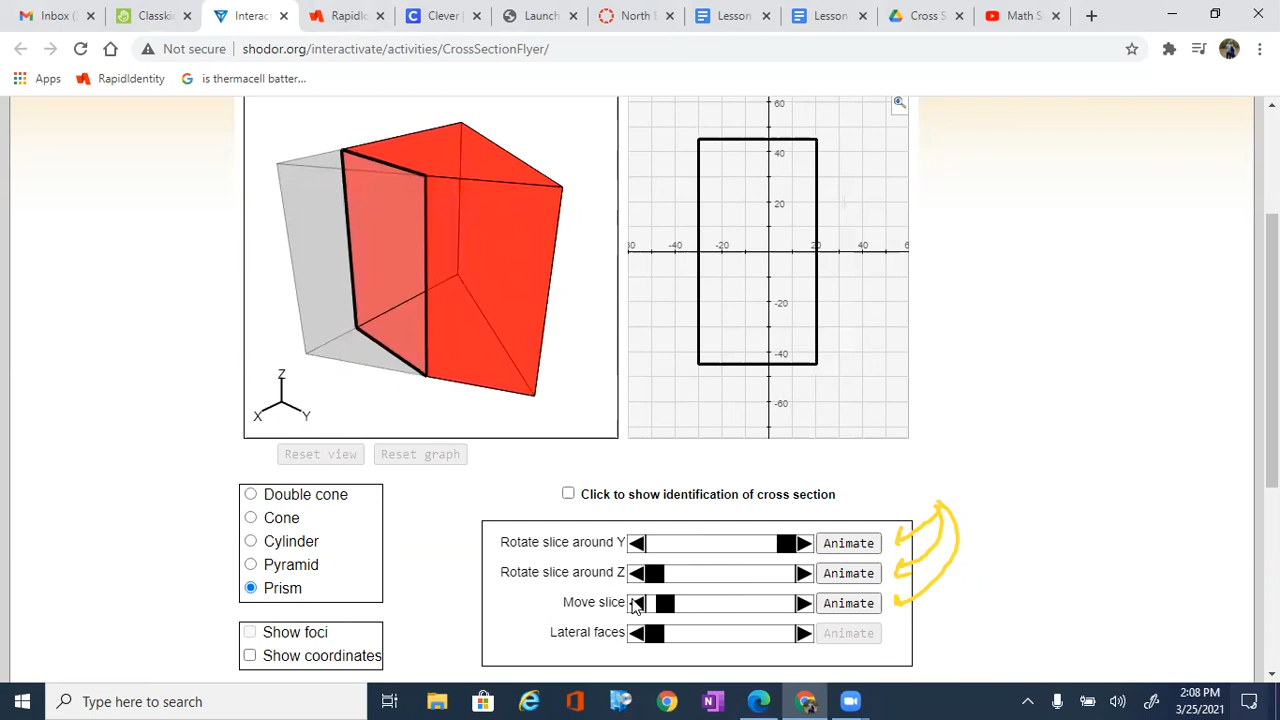 Inbox (
Classkic
Interac
RapidId
Clever |
Launch
North E
Lesson
Lesson
Cross S
Math S
Not secure | shodor.org/interactivate/activities/CrossSectionFlyer/
Apps RapidIdentity is thermacell batter...
60
40
20
-40 -20 20 40 6
-20
-40
-60
Z
X Y
Reset view Reset graph
Double cone
Cone
Cylinder
Pyramid
Prism
Show foci
Show coordinates
Click to show identification of cross section
Rotate slice around Y Animate
Rotate slice around Z Animate
Move slice Animate
Lateral faces Animate
Type here to search
2:08 PM
3/25/2021